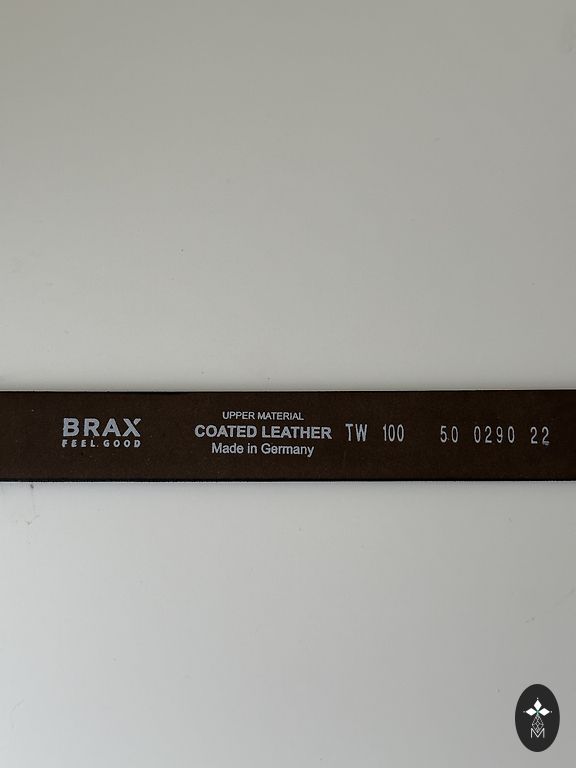 BRAX
FEEL.GOOD
UPPER MATERIAL
COATED LEATHER
Made in Germany
TW 100 50 0290 22
M